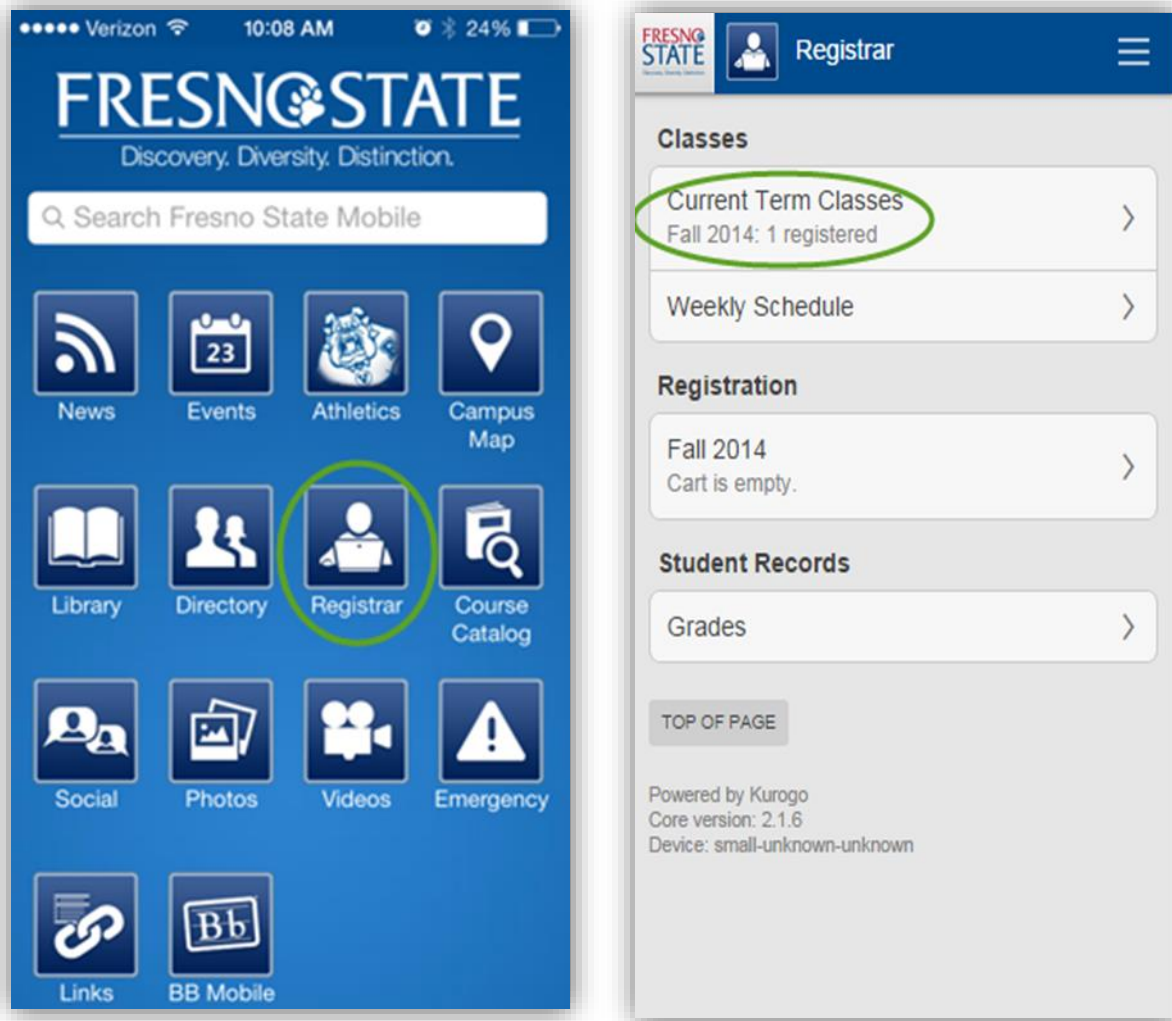 Verizon 10:08 AM 24%
FRESNO STATE
Discovery. Diversity. Distinction.
Search Fresno State Mobile
23
News Events Athletics Campus Map
Library Directory Registrar Course Catalog
Social Photos Videos Emergency
Bb
Links BB Mobile
FRESNO
STATE
Discovery. Diversity. Distinction.
Registrar
Classes
Current Term Classes
Fall 2014: 1 registered
Weekly Schedule
Registration
Fall 2014
Cart is empty.
Student Records
Grades
TOP OF PAGE
Powered by Kurogo
Core version: 2.1.6
Device: small-unknown-unknown